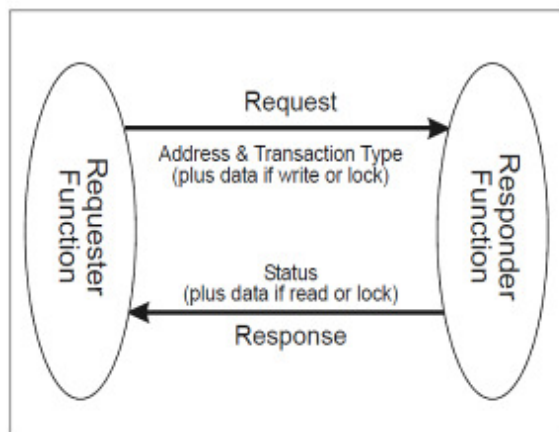 Requester
Function
Request
Address & Transaction Type
(plus data if write or lock)
Status
(plus data if read or lock)
Response
Responder
Function